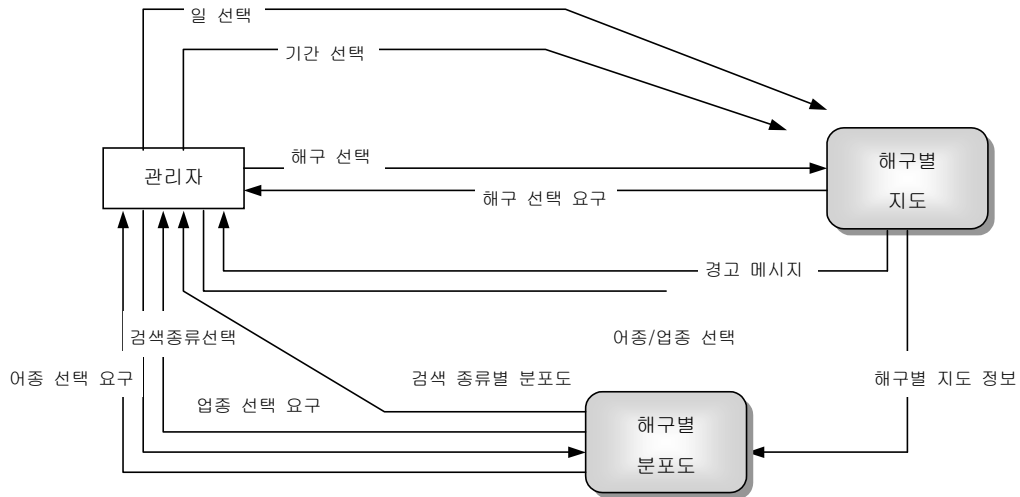 일 선택
기간 선택
해구 선택
관리자
해구별
지도
해구 선택 요구
경고 메시지
검색종류선택
어종/업종 선택
어종 선택 요구
검색 종류별 분포도
해구별 지도 정보
업종 선택 요구
해구별
분포도